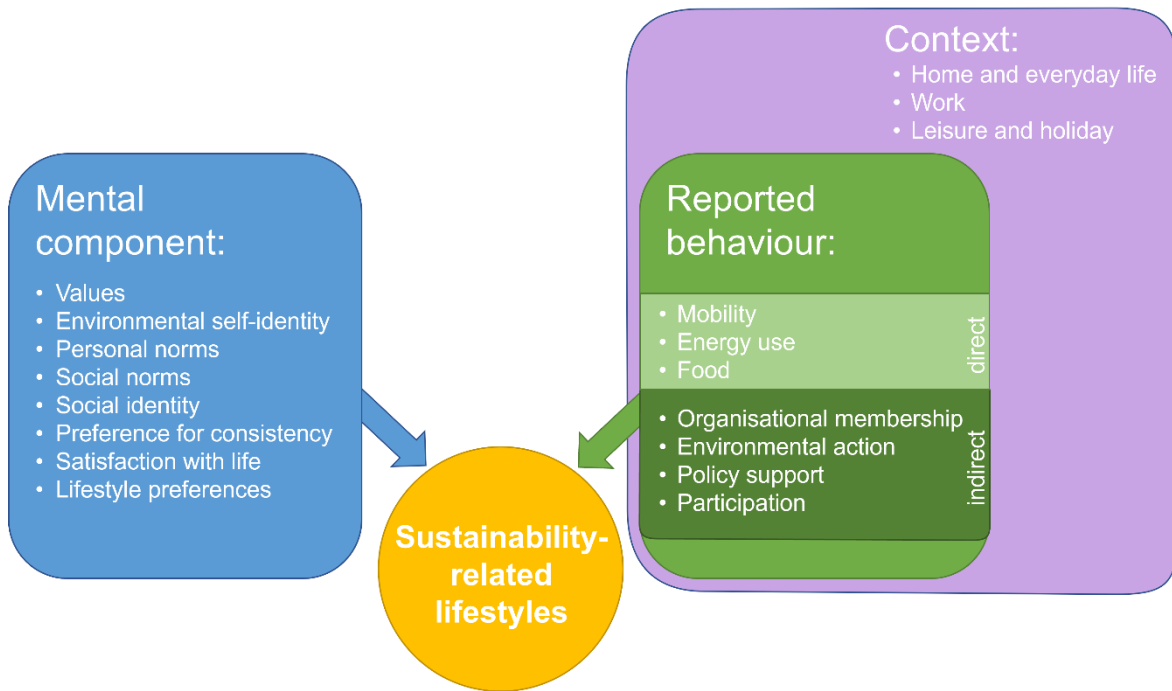 Mental
component:
• Values
• Environmental self-identity
• Personal norms
• Social norms
• Social identity
• Preference for consistency
• Satisfaction with life
• Lifestyle preferences
Sustainability-
related
lifestyles
Context:
• Home and everyday life
• Work
• Leisure and holiday
Reported
behaviour:
• Mobility
• Energy use
• Food
direct
• Organisational membership
• Environmental action
• Policy support
• Participation
indirect